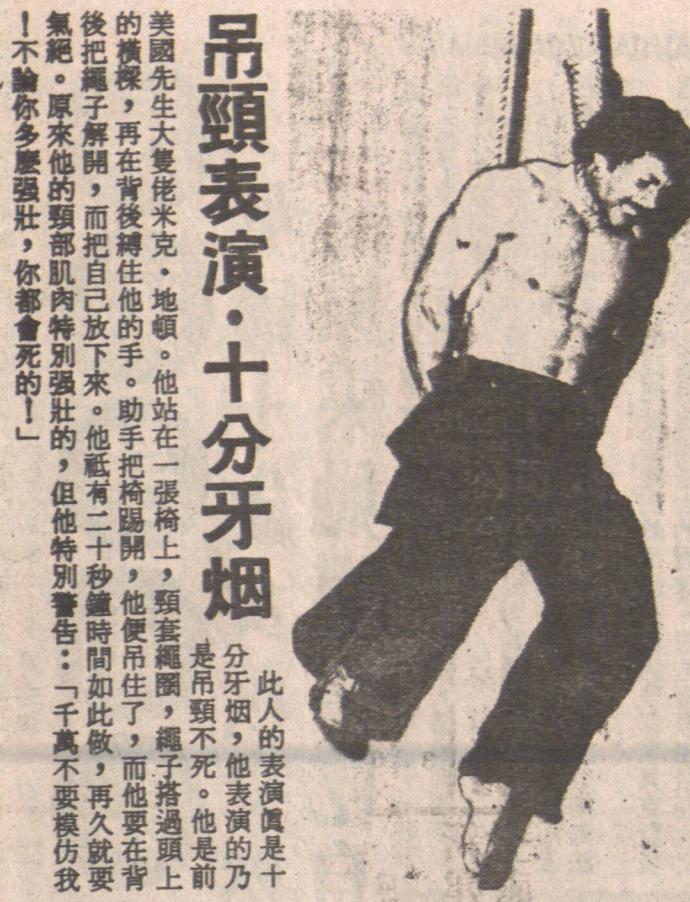 吊頸表演·十分牙烟
此人的表演眞是十
分牙烟，他表演的乃
是吊頸不死。他是前
美國先生大隻佬米克·地頓。他站在一張椅上，頸套繩圈，繩子搭過頭上
的橫樑，再在背後縛住他的手。助手把椅踢開，他便吊住了，而他要在背
後把繩子解開，而把自己放下來。他祗有二十秒鐘時間如此做，再久就要
氣絕。原來他的頸部肌肉特別强壯的，但他特別警告：「千萬不要模仿我
！不論你多麽强壯，你都會死的！」